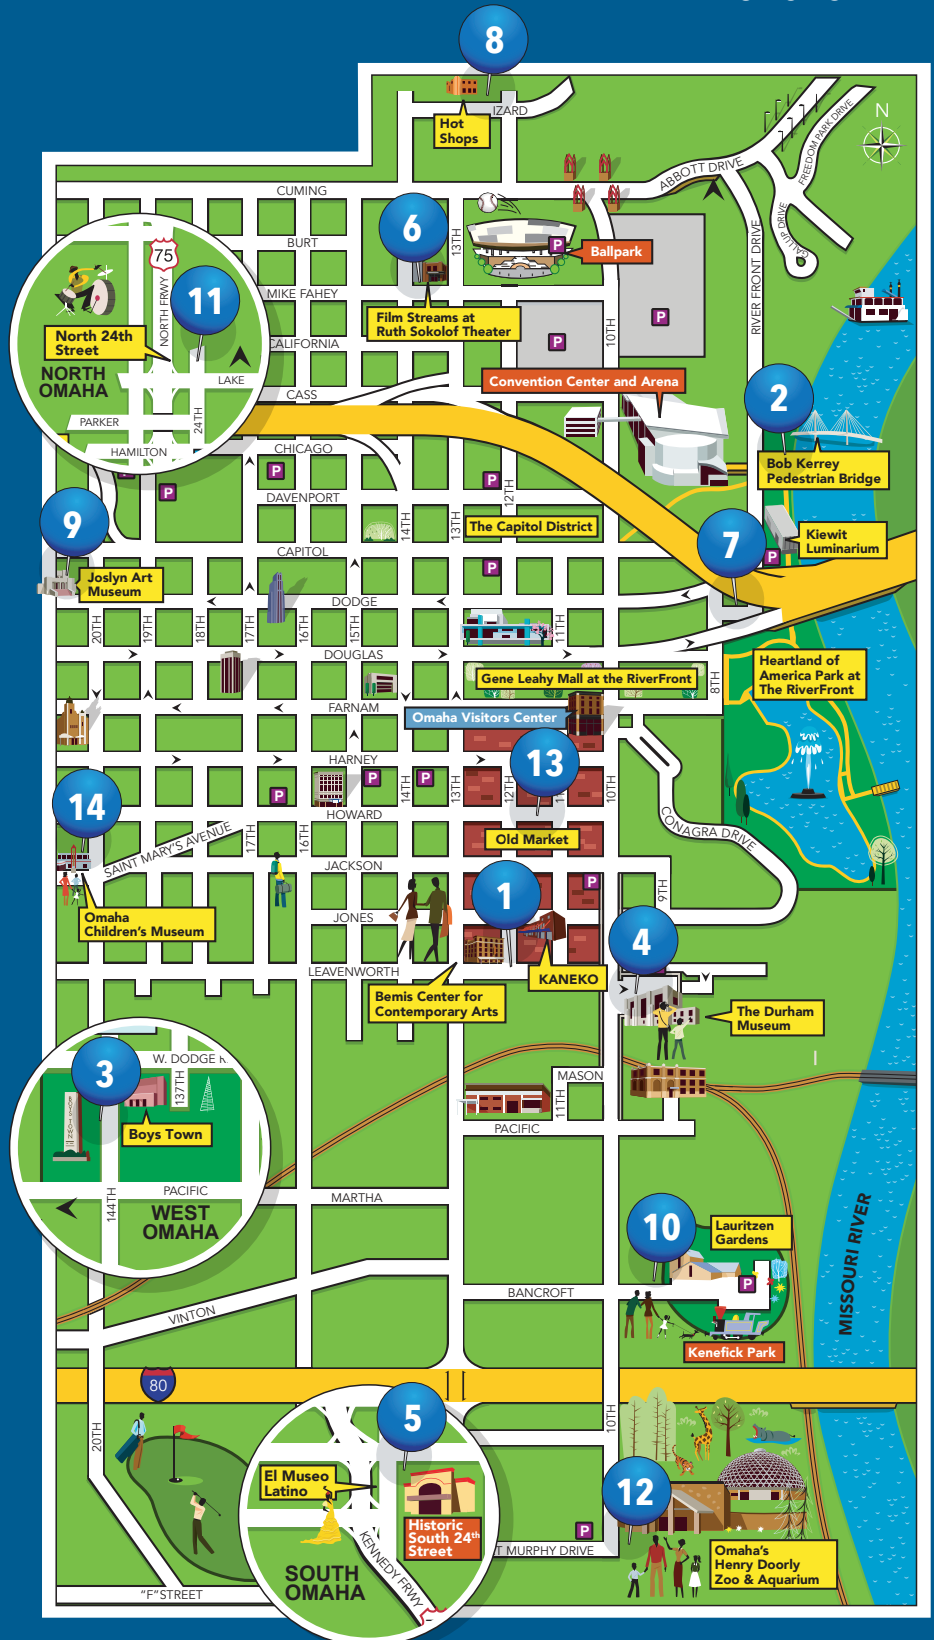 8
IZARD
Hot
Shops
N
FREEDOM PARK DRIVE
ABBOTT DRIVE
CUMING
GALLUP DRIVE
6
13TH
P
Ballpark
BURT
75
NORTH FRWY
11
MIKE FAHEY
RIVER FRONT DRIVE
Film Streams at
Ruth Sokolof Theater
P
P
10TH
North 24th
Street
CALIFORNIA
NORTH
OMAHA
LAKE
Convention Center and Arena
CASS
2
PARKER
24TH
HAMILTON
CHICAGO
Bob Kerrey
Pedestrian Bridge
P
P
P
12TH
DAVENPORT
9
14TH
13TH
The Capitol District
7
Kiewit
Luminarium
P
CAPITOL
P
Joslyn Art
Museum
DODGE
20TH
19TH
18TH
17TH
16TH
15TH
11TH
DOUGLAS
Gene Leahy Mall at the RiverFront
8TH
Heartland of
America Park at
The RiverFront
FARNAM
Omaha Visitors Center
HARNEY
13
P
P
P
14TH
13TH
12TH
10TH
14
HOWARD
CONAGRA DRIVE
SAINT MARY'S AVENUE
17TH
16TH
Old Market
JACKSON
P
1
9TH
Omaha
Children's Museum
JONES
4
LEAVENWORTH
KANEKO
Bemis Center for
Contemporary Arts
The Durham
Museum
3
W. DODGE R
137TH
MASON
11TH
BOYS TOWN
Boys Town
PACIFIC
PACIFIC
144TH
WEST
OMAHA
MARTHA
10
Lauritzen
Gardens
MISSOURI RIVER
P
BANCROFT
VINTON
Kenefick Park
80
5
20TH
10TH
El Museo
Latino
12
Historic
South 24th
Street
P
T MURPHY DRIVE
KENNEDY FRWY
SOUTH
OMAHA
Omaha's
Henry Doorly
Zoo & Aquarium
"F"STREET